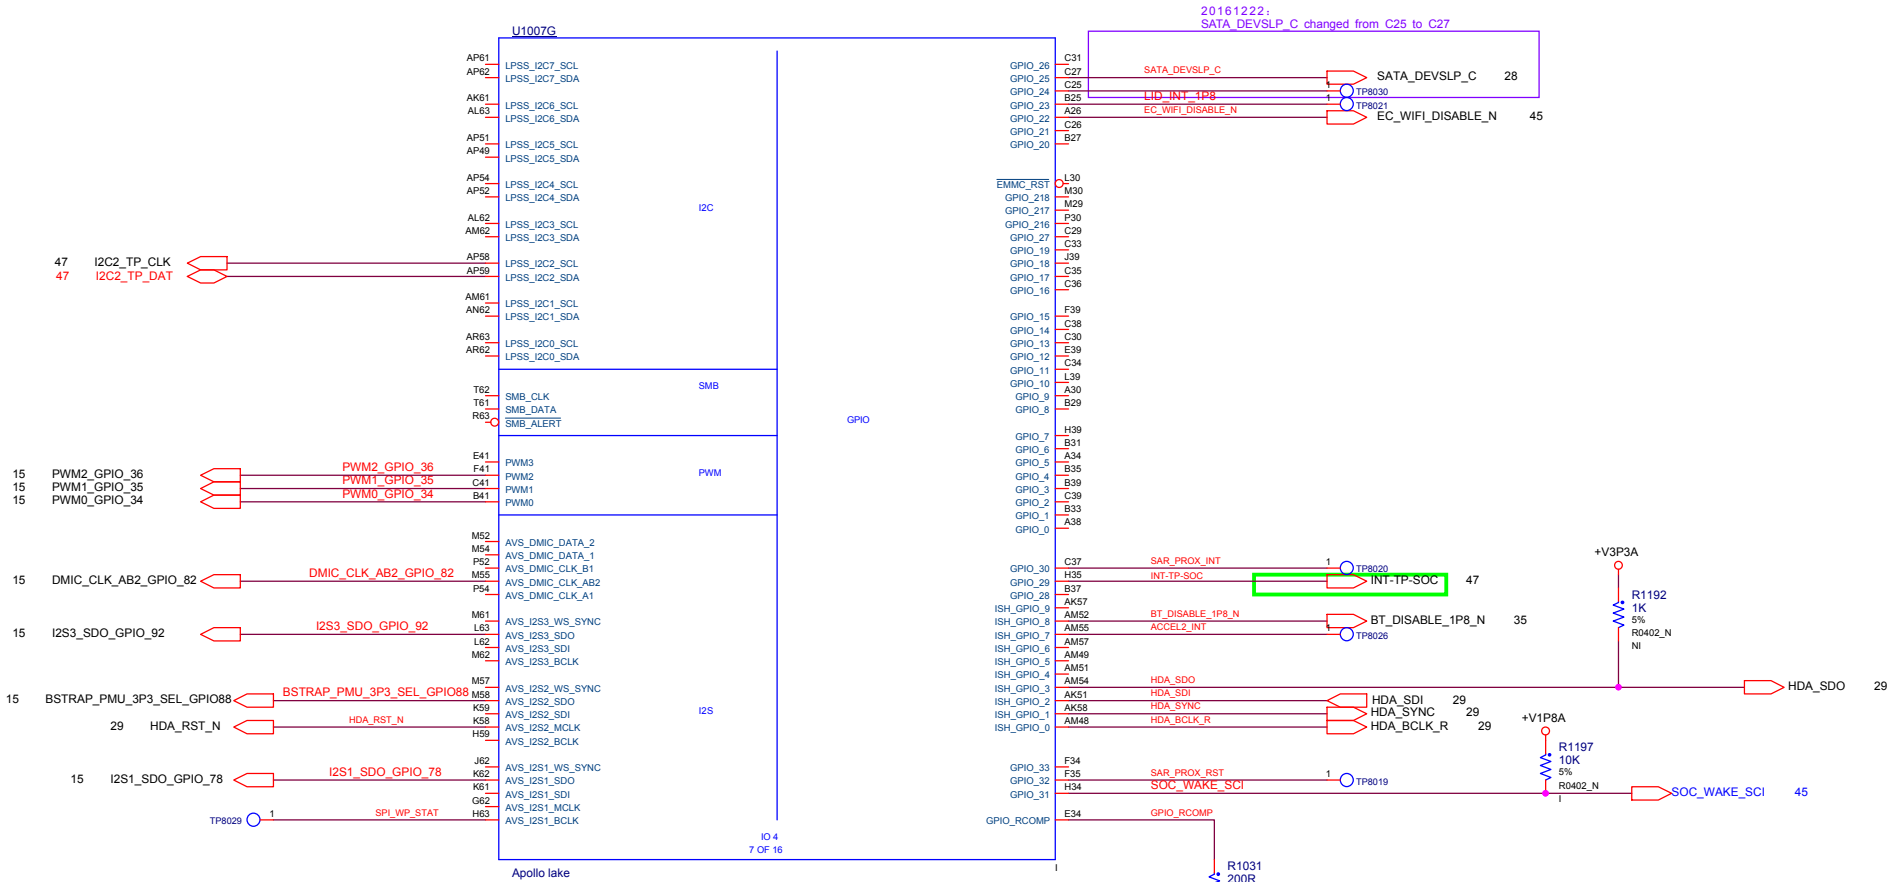 20161222:
SATA_DEVSLP_C changed from C25 to C27
U1007G
AP61 LPSS_I2C7_SCL
AP62 LPSS_I2C7_SDA
AK61 LPSS_I2C6_SCL
AL63 LPSS_I2C6_SDA
AP51 LPSS_I2C5_SCL
AP49 LPSS_I2C5_SDA
AP54 LPSS_I2C4_SCL
AP52 LPSS_I2C4_SDA
I2C
AL62 LPSS_I2C3_SCL
AM62 LPSS_I2C3_SDA
47 I2C2_TP_CLK AP58 LPSS_I2C2_SCL
47 I2C2_TP_DAT AP59 LPSS_I2C2_SDA
AM61 LPSS_I2C1_SCL
AN62 LPSS_I2C1_SDA
AR63 LPSS_I2C0_SCL
AR62 LPSS_I2C0_SDA
SMB
T62 SMB_CLK
T61 SMB_DATA
R63 SMB_ALERT
GPIO
E41 PWM3
15 PWM2_GPIO_36 PWM2_GPIO_36 F41 PWM2
PWM
15 PWM1_GPIO_35 PWM1_GPIO_35 C41 PWM1
15 PWM0_GPIO_34 PWM0_GPIO_34 B41 PWM0
M52 AVS_DMIC_DATA_2
M54 AVS_DMIC_DATA_1
P52 AVS_DMIC_CLK_B1
15 DMIC_CLK_AB2_GPIO_82 DMIC_CLK_AB2_GPIO_82 M55 AVS_DMIC_CLK_AB2
P54 AVS_DMIC_CLK_A1
M61 AVS_I2S3_WS_SYNC
15 I2S3_SDO_GPIO_92 I2S3_SDO_GPIO_92 L63 AVS_I2S3_SDO
L62 AVS_I2S3_SDI
M62 AVS_I2S3_BCLK
M57 AVS_I2S2_WS_SYNC
15 BSTRAP_PMU_3P3_SEL_GPIO88 BSTRAP_PMU_3P3_SEL_GPIO88 M58 AVS_I2S2_SDO
I2S
K59 AVS_I2S2_SDI
29 HDA_RST_N HDA_RST_N K58 AVS_I2S2_MCLK
H59 AVS_I2S2_BCLK
J62 AVS_I2S1_WS_SYNC
15 I2S1_SDO_GPIO_78 I2S1_SDO_GPIO_78 K62 AVS_I2S1_SDO
K61 AVS_I2S1_SDI
G62 AVS_I2S1_MCLK
TP8029 1 SPI_WP_STAT H63 AVS_I2S1_BCLK
IO 4
7 OF 16
Apollo lake
I
GPIO_26 C31
GPIO_25 C27 SATA_DEVSLP_C SATA_DEVSLP_C 28
GPIO_24 C25 1 TP8030
GPIO_23 B25 LID_INT_1P8 1 TP8021
GPIO_22 A26 EC_WIFI_DISABLE_N EC_WIFI_DISABLE_N 45
GPIO_21 C26
GPIO_20 B27
EMMC_RST L30
GPIO_218 M30
GPIO_217 M29
GPIO_216 P30
GPIO_27 C29
GPIO_19 C33
GPIO_18 J39
GPIO_17 C35
GPIO_16 C36
GPIO_15 F39
GPIO_14 C38
GPIO_13 C30
GPIO_12 E39
GPIO_11 C34
GPIO_10 L39
GPIO_9 A30
GPIO_8 B29
GPIO_7 H39
GPIO_6 B31
GPIO_5 A34
GPIO_4 B35
GPIO_3 B39
GPIO_2 C39
GPIO_1 B33
GPIO_0 A38
GPIO_30 C37 SAR_PROX_INT 1 TP8020
GPIO_29 H35 INT-TP-SOC INT-TP-SOC 47
GPIO_28 B37
ISH_GPIO_9 AK57
ISH_GPIO_8 AM52 BT_DISABLE_1P8_N BT_DISABLE_1P8_N 35
ISH_GPIO_7 AM55 ACCEL2_INT 1 TP8026
ISH_GPIO_6 AM57
ISH_GPIO_5 AM49
ISH_GPIO_4 AM51
ISH_GPIO_3 AM54 HDA_SDO HDA_SDO 29
ISH_GPIO_2 AK51 HDA_SDI HDA_SDI 29
ISH_GPIO_1 AK58 HDA_SYNC HDA_SYNC 29
ISH_GPIO_0 AM48 HDA_BCLK_R HDA_BCLK_R 29
GPIO_33 F34
GPIO_32 F35 SAR_PROX_RST 1 TP8019
GPIO_31 H34 SOC_WAKE_SCI SOC_WAKE_SCI 45
GPIO_RCOMP E34 GPIO_RCOMP
+V3P3A
R1192
1K
5%
R0402_N
NI
+V1P8A
R1197
10K
5%
R0402_N
I
R1031
200R